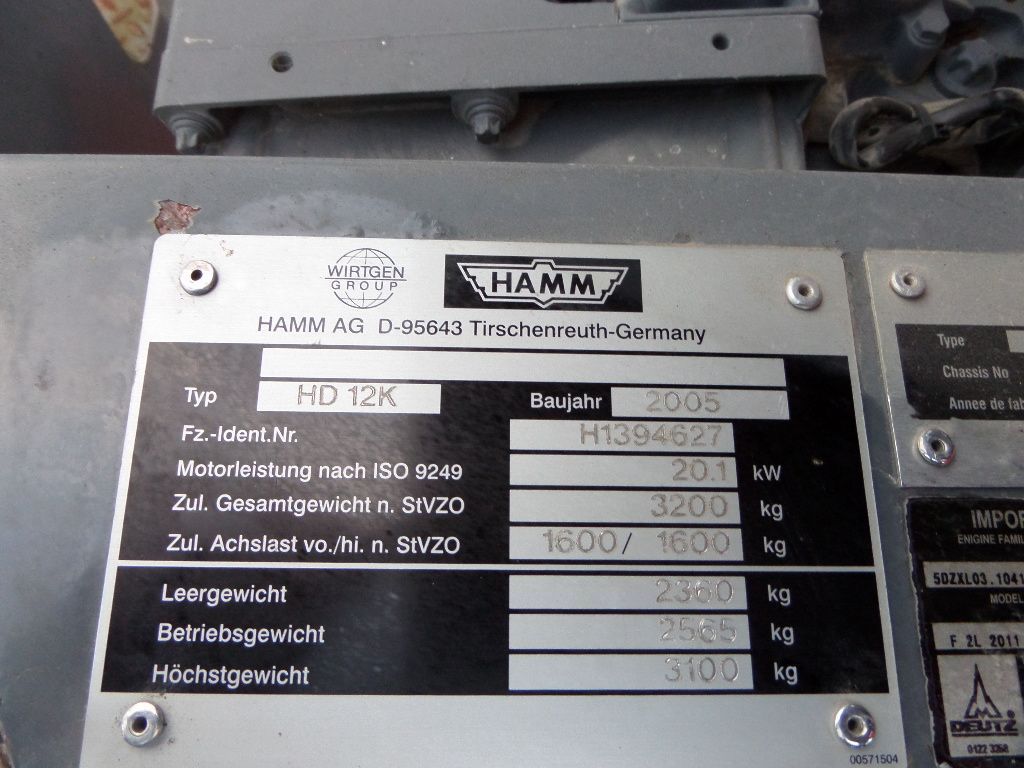 WIRTGEN
GROUP
HAMM
HAMM AG D-95643 Tirschenreuth-Germany
Typ HD 12K Baujahr 2005
Fz.-Ident.Nr. H1394627
Motorleistung nach ISO 9249 20.1 kW
Zul. Gesamtgewicht n. StVZO 3200 kg
Zul. Achslast vo./hi. n. StVZO 1600/ 1600 kg
Leergewicht 2360 kg
Betriebsgewicht 2565 kg
Höchstgewicht 3100 kg
00571504
Type
Chassis No
Annee de fab
IMPOR
ENIGINE FAMIL
5DZXL03.1041
MODEL
F 2L 2011
DEUTZ
0122 3268